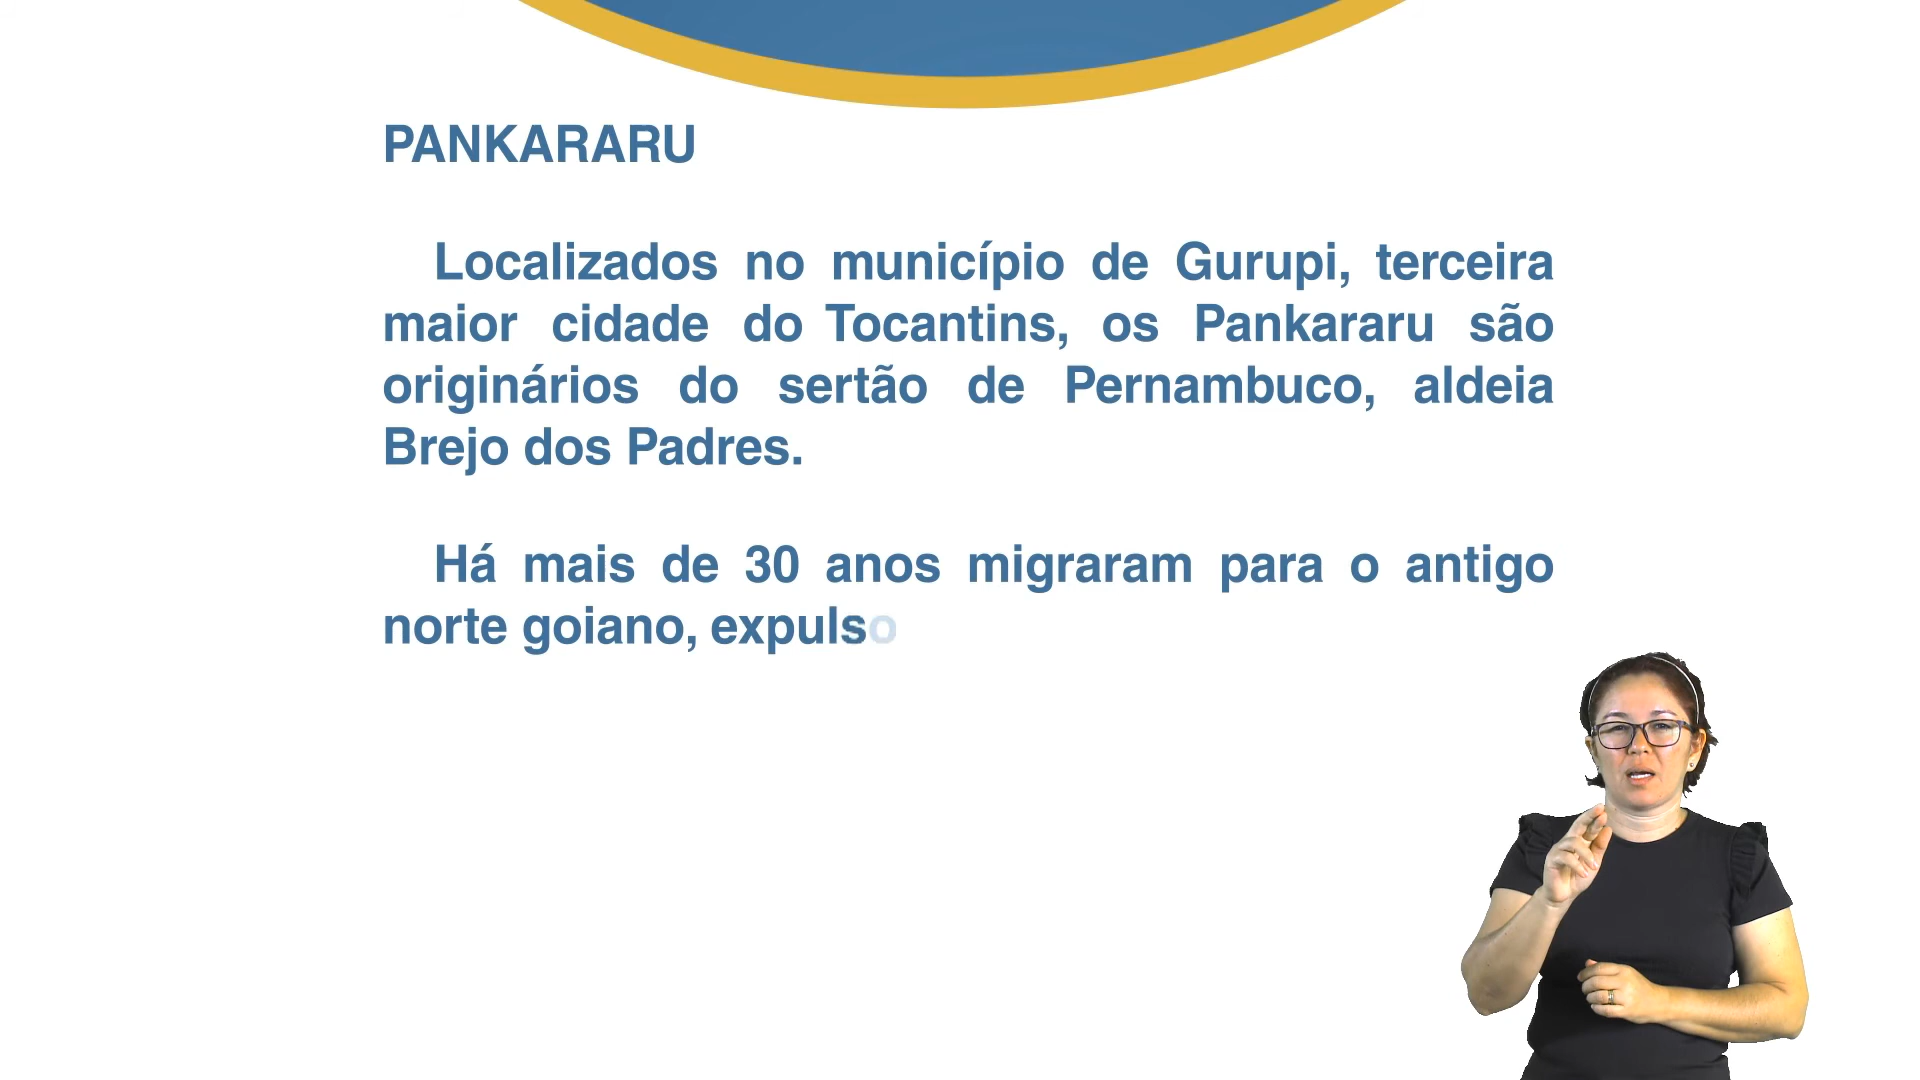 PANKARARU
Localizados no município de Gurupi, terceira
maior cidade do Tocantins, os Pankararu são
originários do sertão de Pernambuco, aldeia
Brejo dos Padres.
Há mais de 30 anos migraram para o antigo
norte goiano, expulso